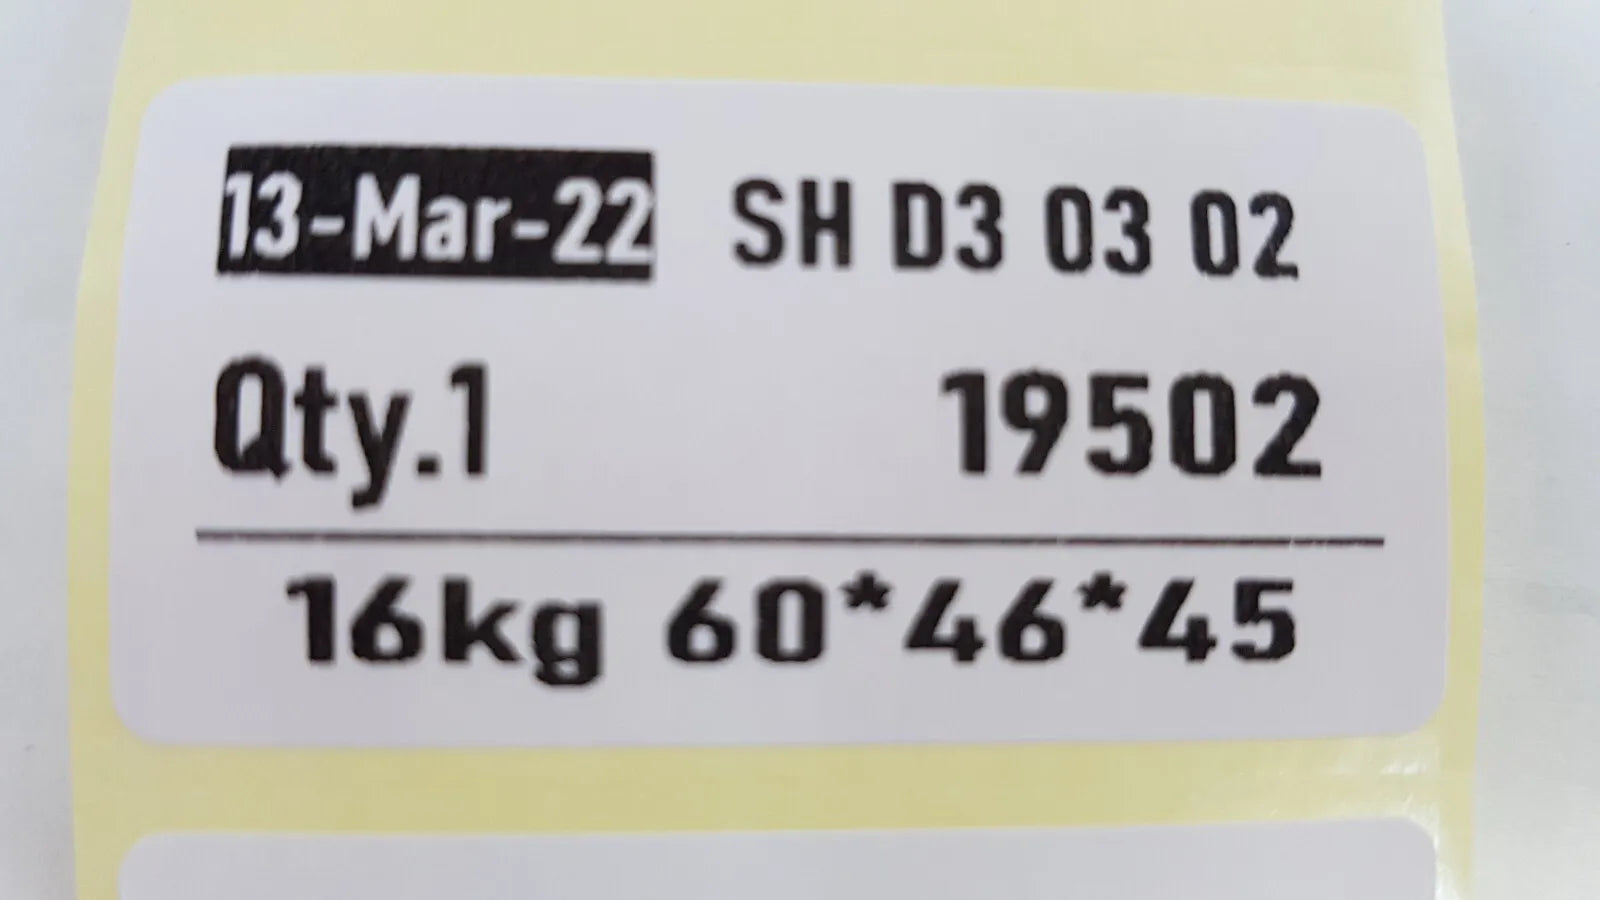 13-Mar-22 SH D3 03 02
Qty.1 19502
16kg 60*46*45